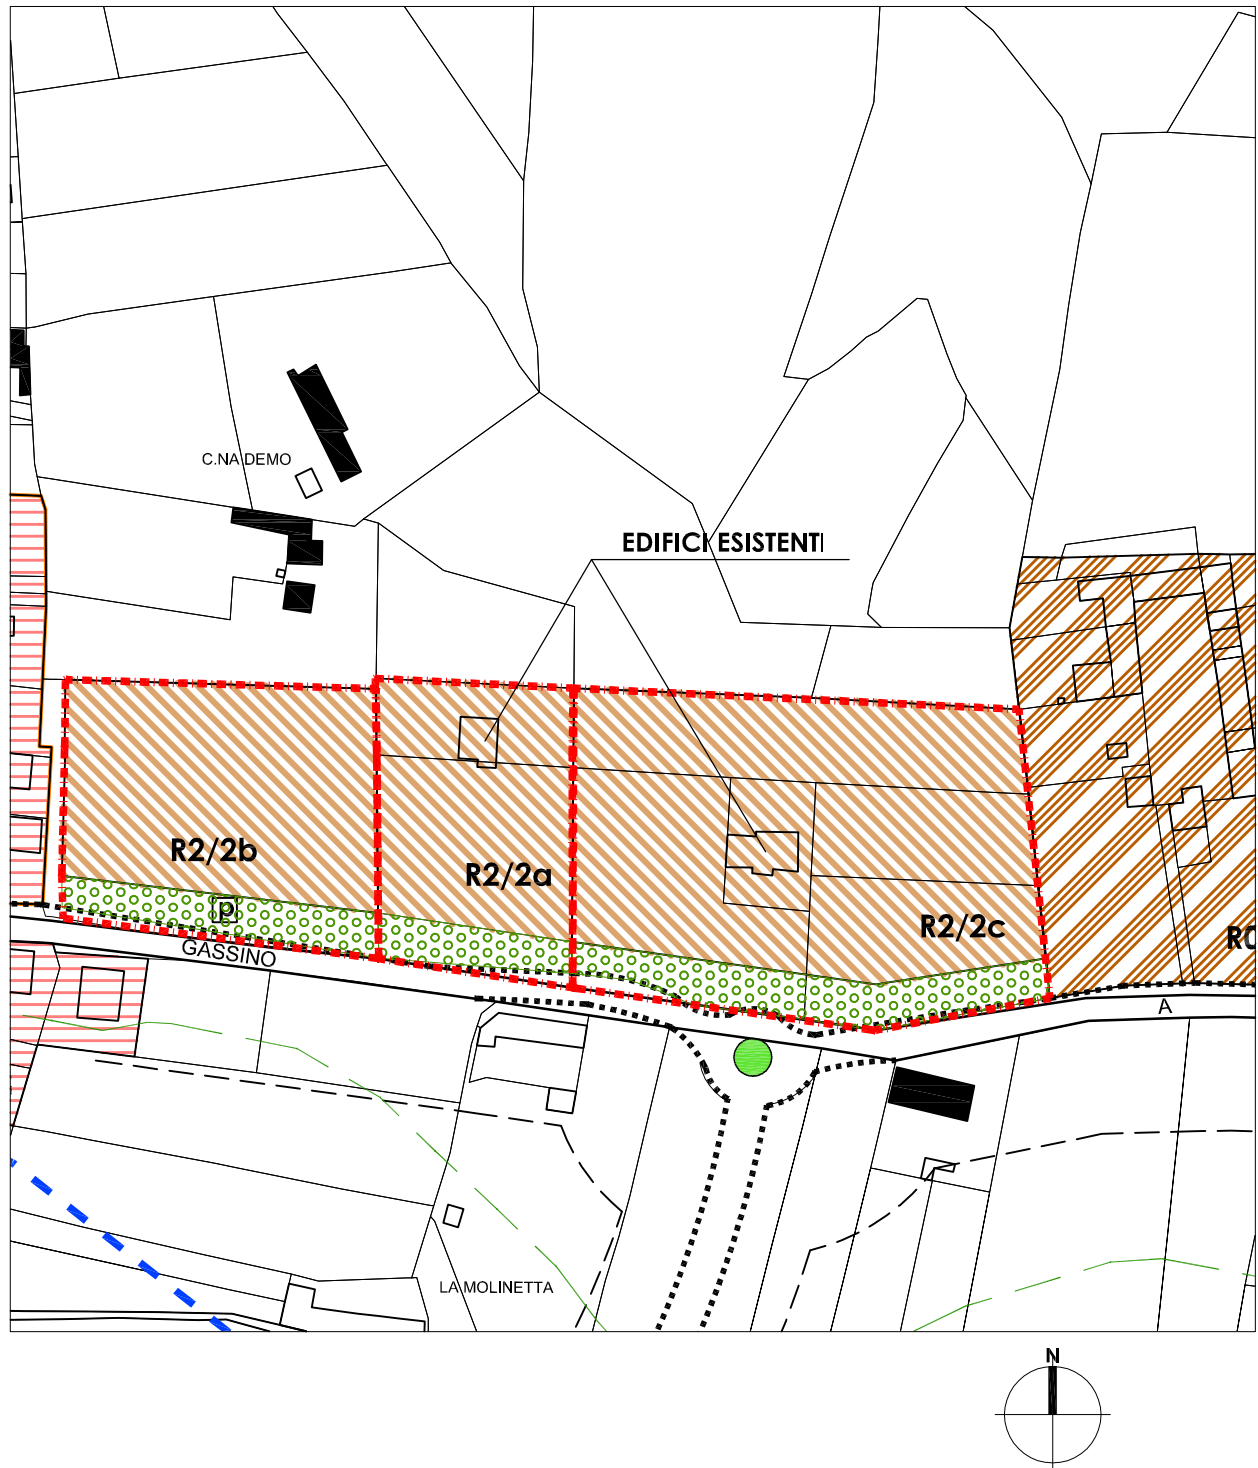 C.NA DEMO
EDIFICI ESISTENTI
R2/2b
R2/2a
R2/2c
p
GASSINO
A
LA MOLINETTA
N